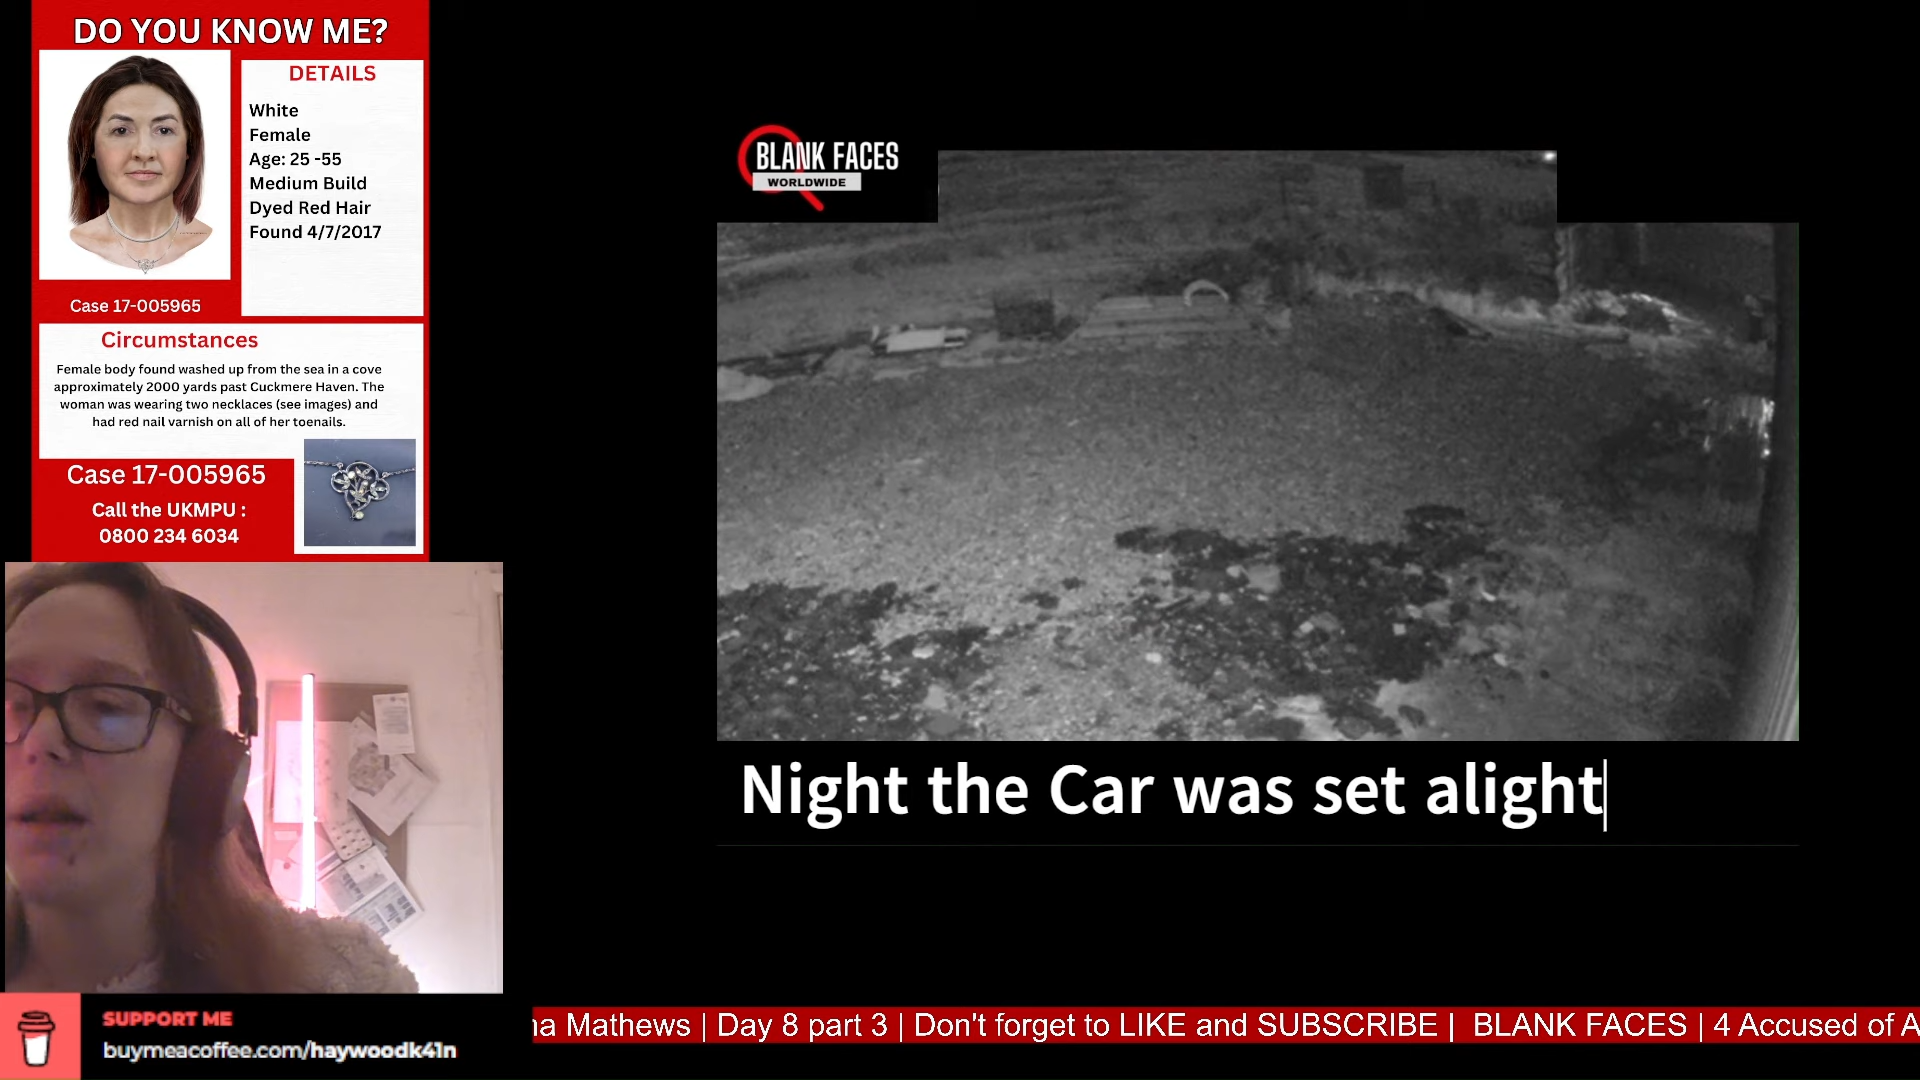 DO YOU KNOW ME?
DETAILS
White
Female
Age: 25 -55
Medium Build
Dyed Red Hair
Found 4/7/2017
Case 17-005965
Circumstances
Female body found washed up from the sea in a cove
approximately 2000 yards past Cuckmere Haven. The
woman was wearing two necklaces (see images) and
had red nail varnish on all of her toenails.
Case 17-005965
Call the UKMPU :
0800 234 6034
BLANK FACES
WORLDWIDE
Night the Car was set alight
SUPPORT ME
buymeacoffee.com/haywoodk41n
na Mathews | Day 8 part 3 | Don't forget to LIKE and SUBSCRIBE | BLANK FACES | 4 Accused of A